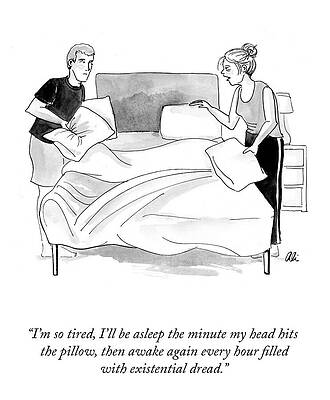 Ali
“I'm so tired, I'll be asleep the minute my head hits
the pillow, then awake again every hour filled
with existential dread.”